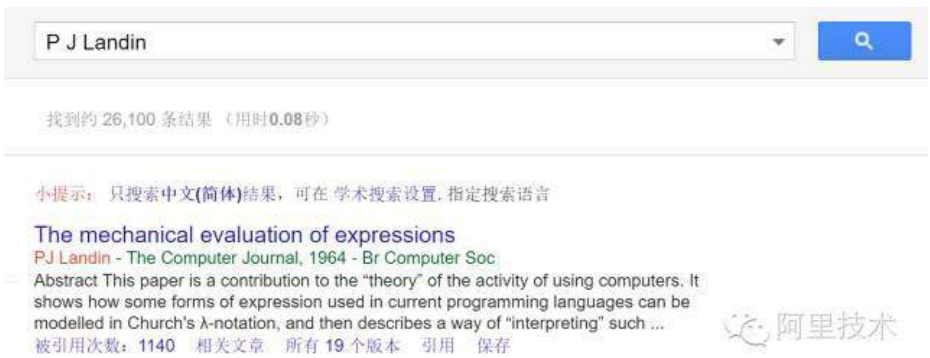 P J Landin
找到约 26,100 条结果 （用时0.08秒）
小提示： 只搜索中文(简体)结果，可在 学术搜索设置. 指定搜索语言
The mechanical evaluation of expressions
PJ Landin - The Computer Journal, 1964 - Br Computer Soc
Abstract This paper is a contribution to the “theory” of the activity of using computers. It
shows how some forms of expression used in current programming languages can be
modelled in Church's λ-notation, and then describes a way of “interpreting” such ...
被引用次数：1140 相关文章 所有 19 个版本 引用 保存
阿里技术